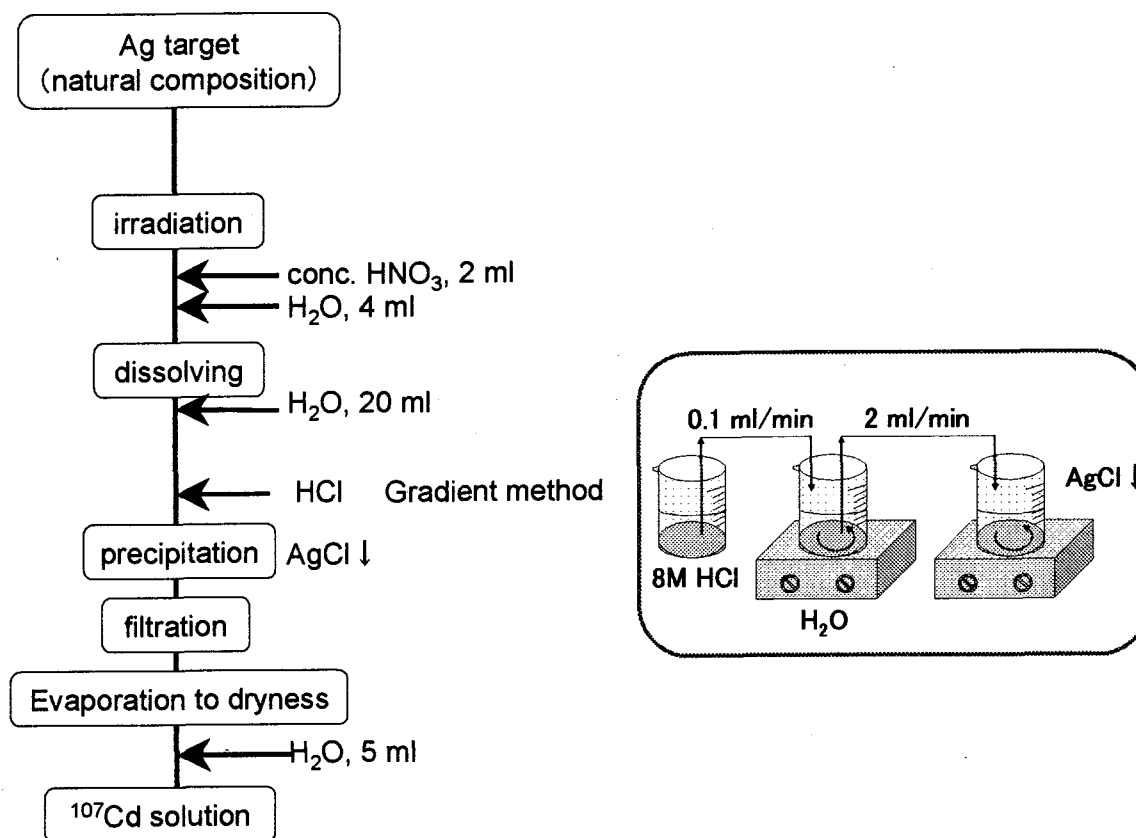 Ag target
(natural composition)
irradiation
conc. HNO₃, 2 ml
H₂O, 4 ml
dissolving
H₂O, 20 ml
HCl Gradient method
precipitation AgCl ↓
filtration
Evaporation to dryness
H₂O, 5 ml
¹⁰⁷Cd solution
0.1 ml/min 2 ml/min
AgCl ↓
8M HCl
H₂O